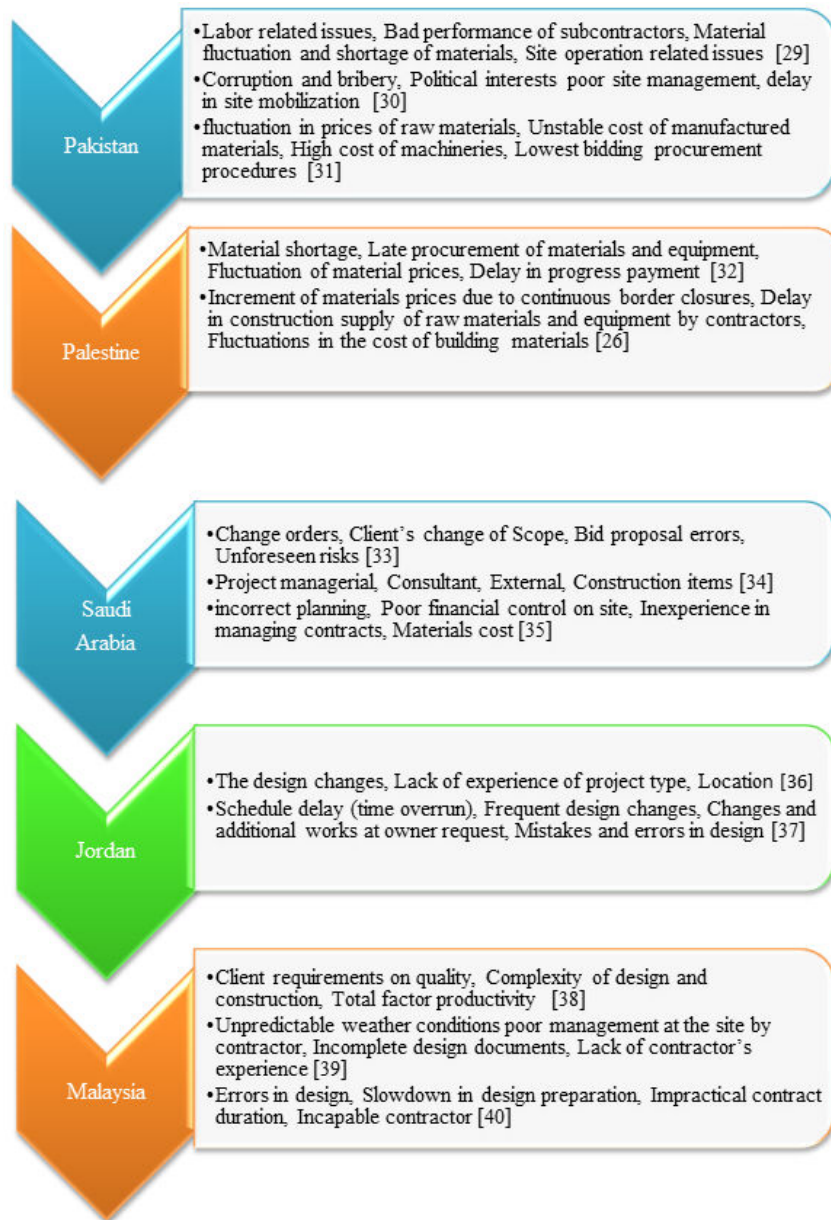 •Labor related issues, Bad performance of subcontractors, Material
fluctuation and shortage of materials, Site operation related issues [29]
•Corruption and bribery, Political interests poor site management, delay
in site mobilization [30]
•fluctuation in prices of raw materials, Unstable cost of manufactured
materials, High cost of machineries, Lowest bidding procurement
procedures [31]
Pakistan
•Material shortage, Late procurement of materials and equipment,
Fluctuation of material prices, Delay in progress payment [32]
•Increment of materials prices due to continuous border closures, Delay
in construction supply of raw materials and equipment by contractors,
Fluctuations in the cost of building materials [26]
Palestine
•Change orders, Client's change of Scope, Bid proposal errors,
Unforeseen risks [33]
•Project managerial, Consultant, External, Construction items [34]
•incorrect planning, Poor financial control on site, Inexperience in
managing contracts, Materials cost [35]
Saudi
Arabia
•The design changes, Lack of experience of project type, Location [36]
•Schedule delay (time overrun), Frequent design changes, Changes and
additional works at owner request, Mistakes and errors in design [37]
Jordan
•Client requirements on quality, Complexity of design and
construction, Total factor productivity [38]
•Unpredictable weather conditions poor management at the site by
contractor, Incomplete design documents, Lack of contractor's
experience [39]
•Errors in design, Slowdown in design preparation, Impractical contract
duration, Incapable contractor [40]
Malaysia